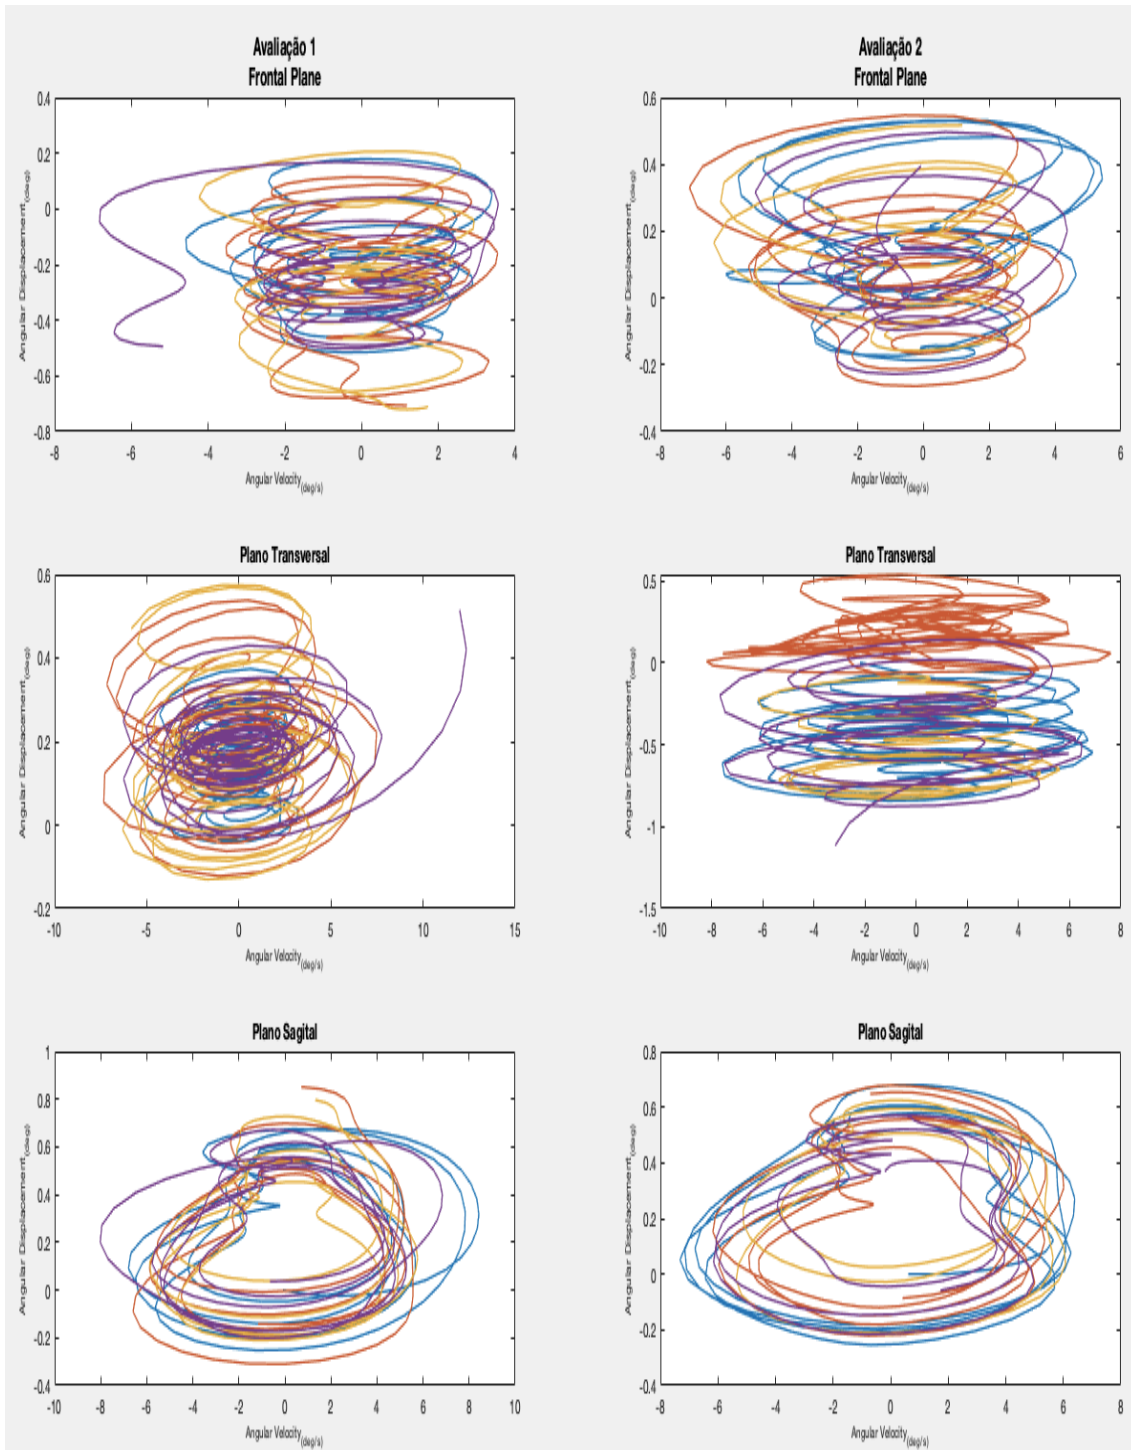 Avaliação 1
Frontal Plane
0.4
0.2
0
-0.2
-0.4
-0.6
-0.8
Angular Displacement(deg)
-8 -6 -4 -2 0 2 4
Angular Velocity(deg/s)
Avaliação 2
Frontal Plane
0.6
0.4
0.2
0
-0.2
-0.4
Angular Displacement(deg)
-8 -6 -4 -2 0 2 4 6
Angular Velocity(deg/s)
Plano Transversal
0.6
0.4
0.2
0
-0.2
Angular Displacement(deg)
-10 -5 0 5 10 15
Angular Velocity(deg/s)
Plano Transversal
0.5
0
-0.5
-1
-1.5
Angular Displacement(deg)
-10 -8 -6 -4 -2 0 2 4 6 8
Angular Velocity(deg/s)
Plano Sagital
1
0.8
0.6
0.4
0.2
0
-0.2
-0.4
Angular Displacement(deg)
-10 -8 -6 -4 -2 0 2 4 6 8 10
Angular Velocity(deg/s)
Plano Sagital
0.8
0.6
0.4
0.2
0
-0.2
-0.4
Angular Displacement(deg)
-8 -6 -4 -2 0 2 4 6 8
Angular Velocity(deg/s)